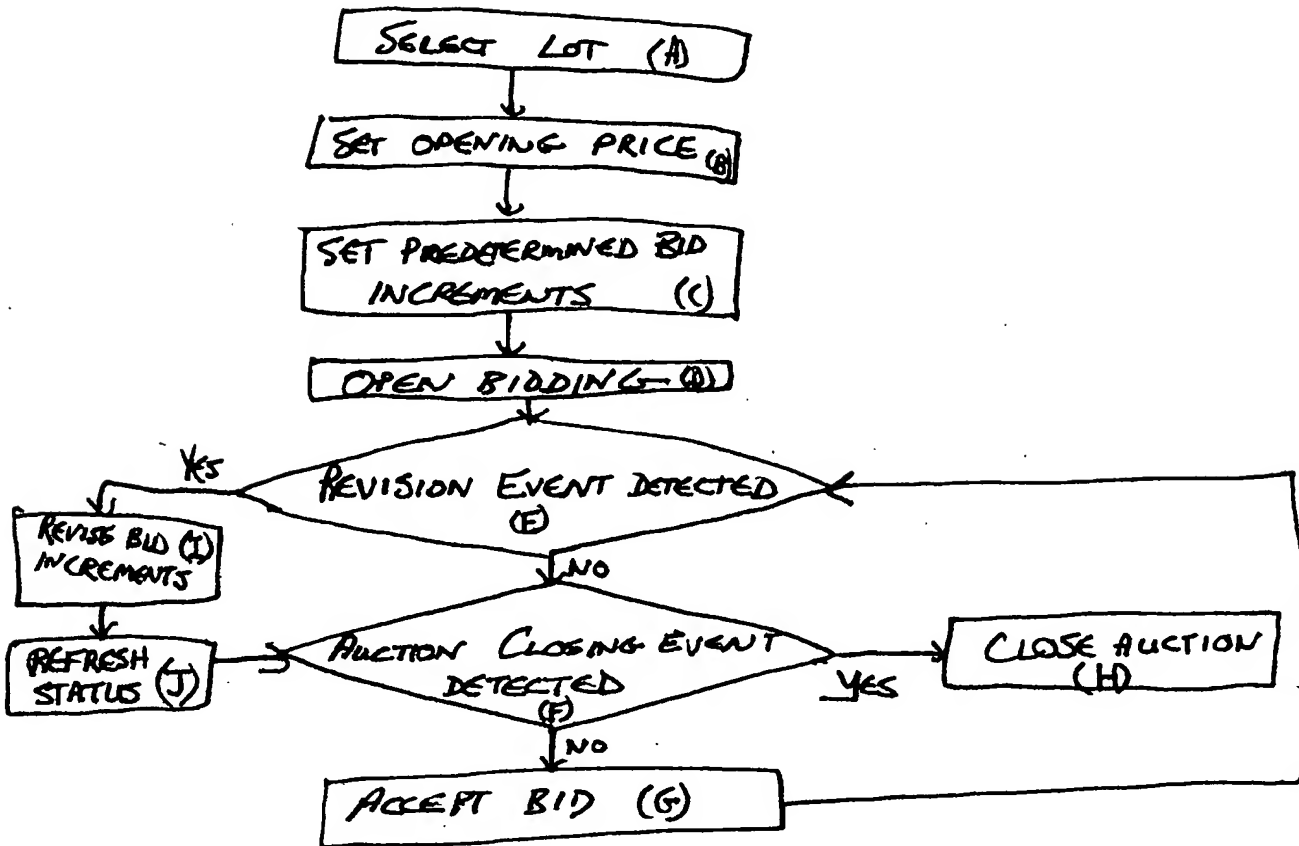 SELECT LOT (A)
SET OPENING PRICE (B)
SET PREDETERMINED BID
INCREMENTS (C)
OPEN BIDDING (D)
REVISION EVENT DETECTED
(E)
YES
REVISE BID (I)
INCREMENTS
REFRESH
STATUS (J)
NO
AUCTION CLOSING EVENT
DETECTED
(F)
YES
CLOSE AUCTION
(H)
NO
ACCEPT BID (G)